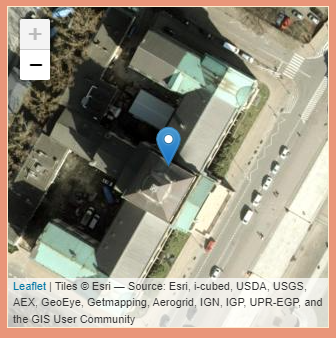 +
−
Leaflet | Tiles © Esri — Source: Esri, i-cubed, USDA, USGS,
AEX, GeoEye, Getmapping, Aerogrid, IGN, IGP, UPR-EGP, and
the GIS User Community